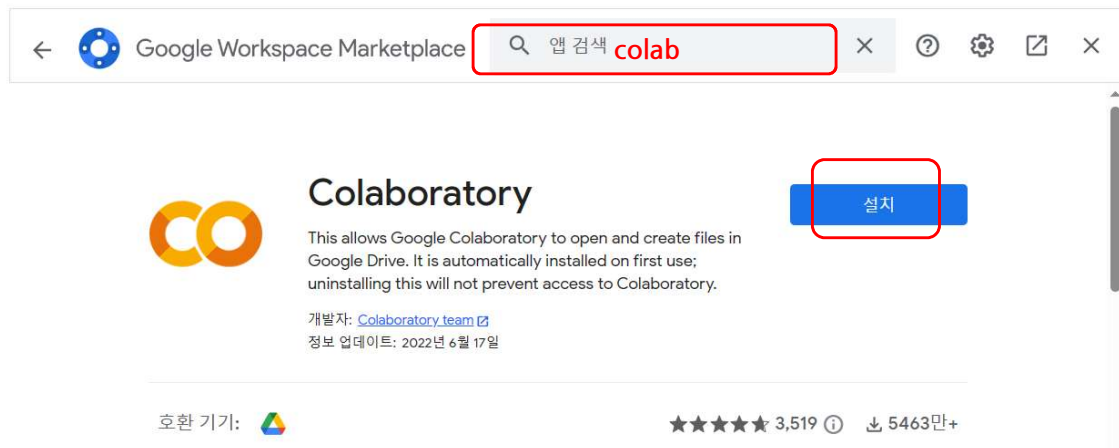 Google Workspace Marketplace 앱 검색 colab
Colaboratory
설치
This allows Google Colaboratory to open and create files in
Google Drive. It is automatically installed on first use;
uninstalling this will not prevent access to Colaboratory.
개발자: Colaboratory team
정보 업데이트: 2022년 6월 17일
호환 기기:
3,519
5463만+